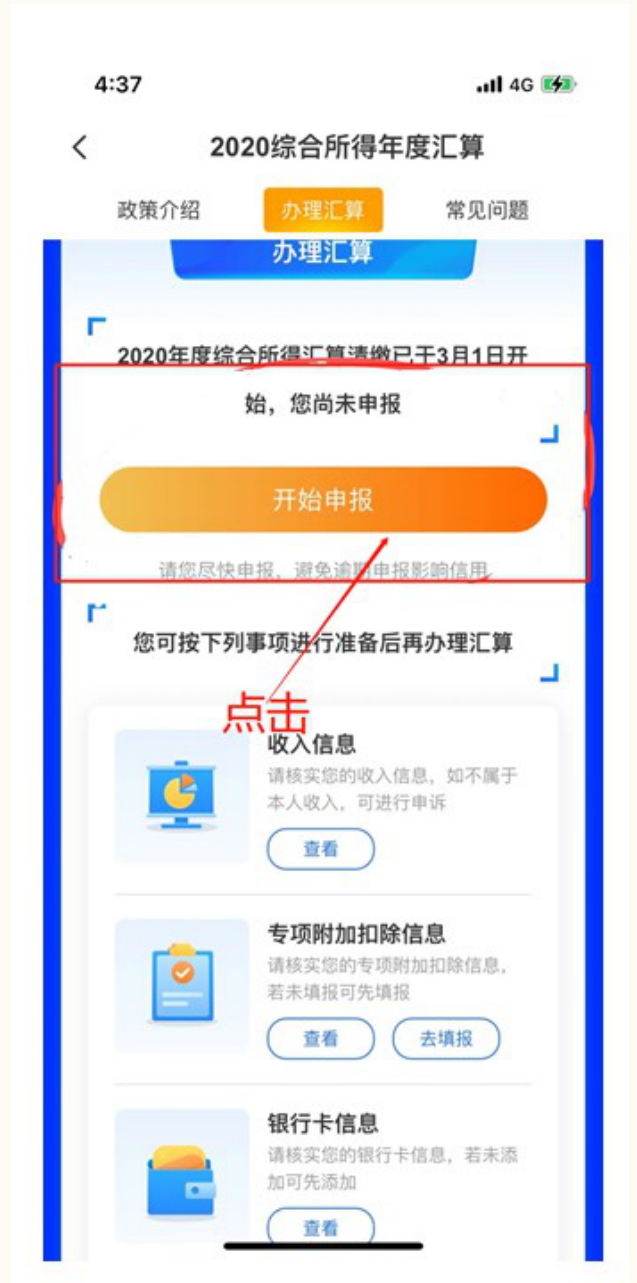 4:37
4G
2020综合所得年度汇算
政策介绍
办理汇算
常见问题
办理汇算
2020年度综合所得汇算清缴已于3月1日开
始，您尚未申报
开始申报
请您尽快申报，避免逾期申报影响信用
您可按下列事项进行准备后再办理汇算
点击
收入信息
请核实您的收入信息，如不属于
本人收入，可进行申诉
查看
专项附加扣除信息
请核实您的专项附加扣除信息，
若未填报可先填报
查看
去填报
银行卡信息
请核实您的银行卡信息，若未添
加可先添加
查看